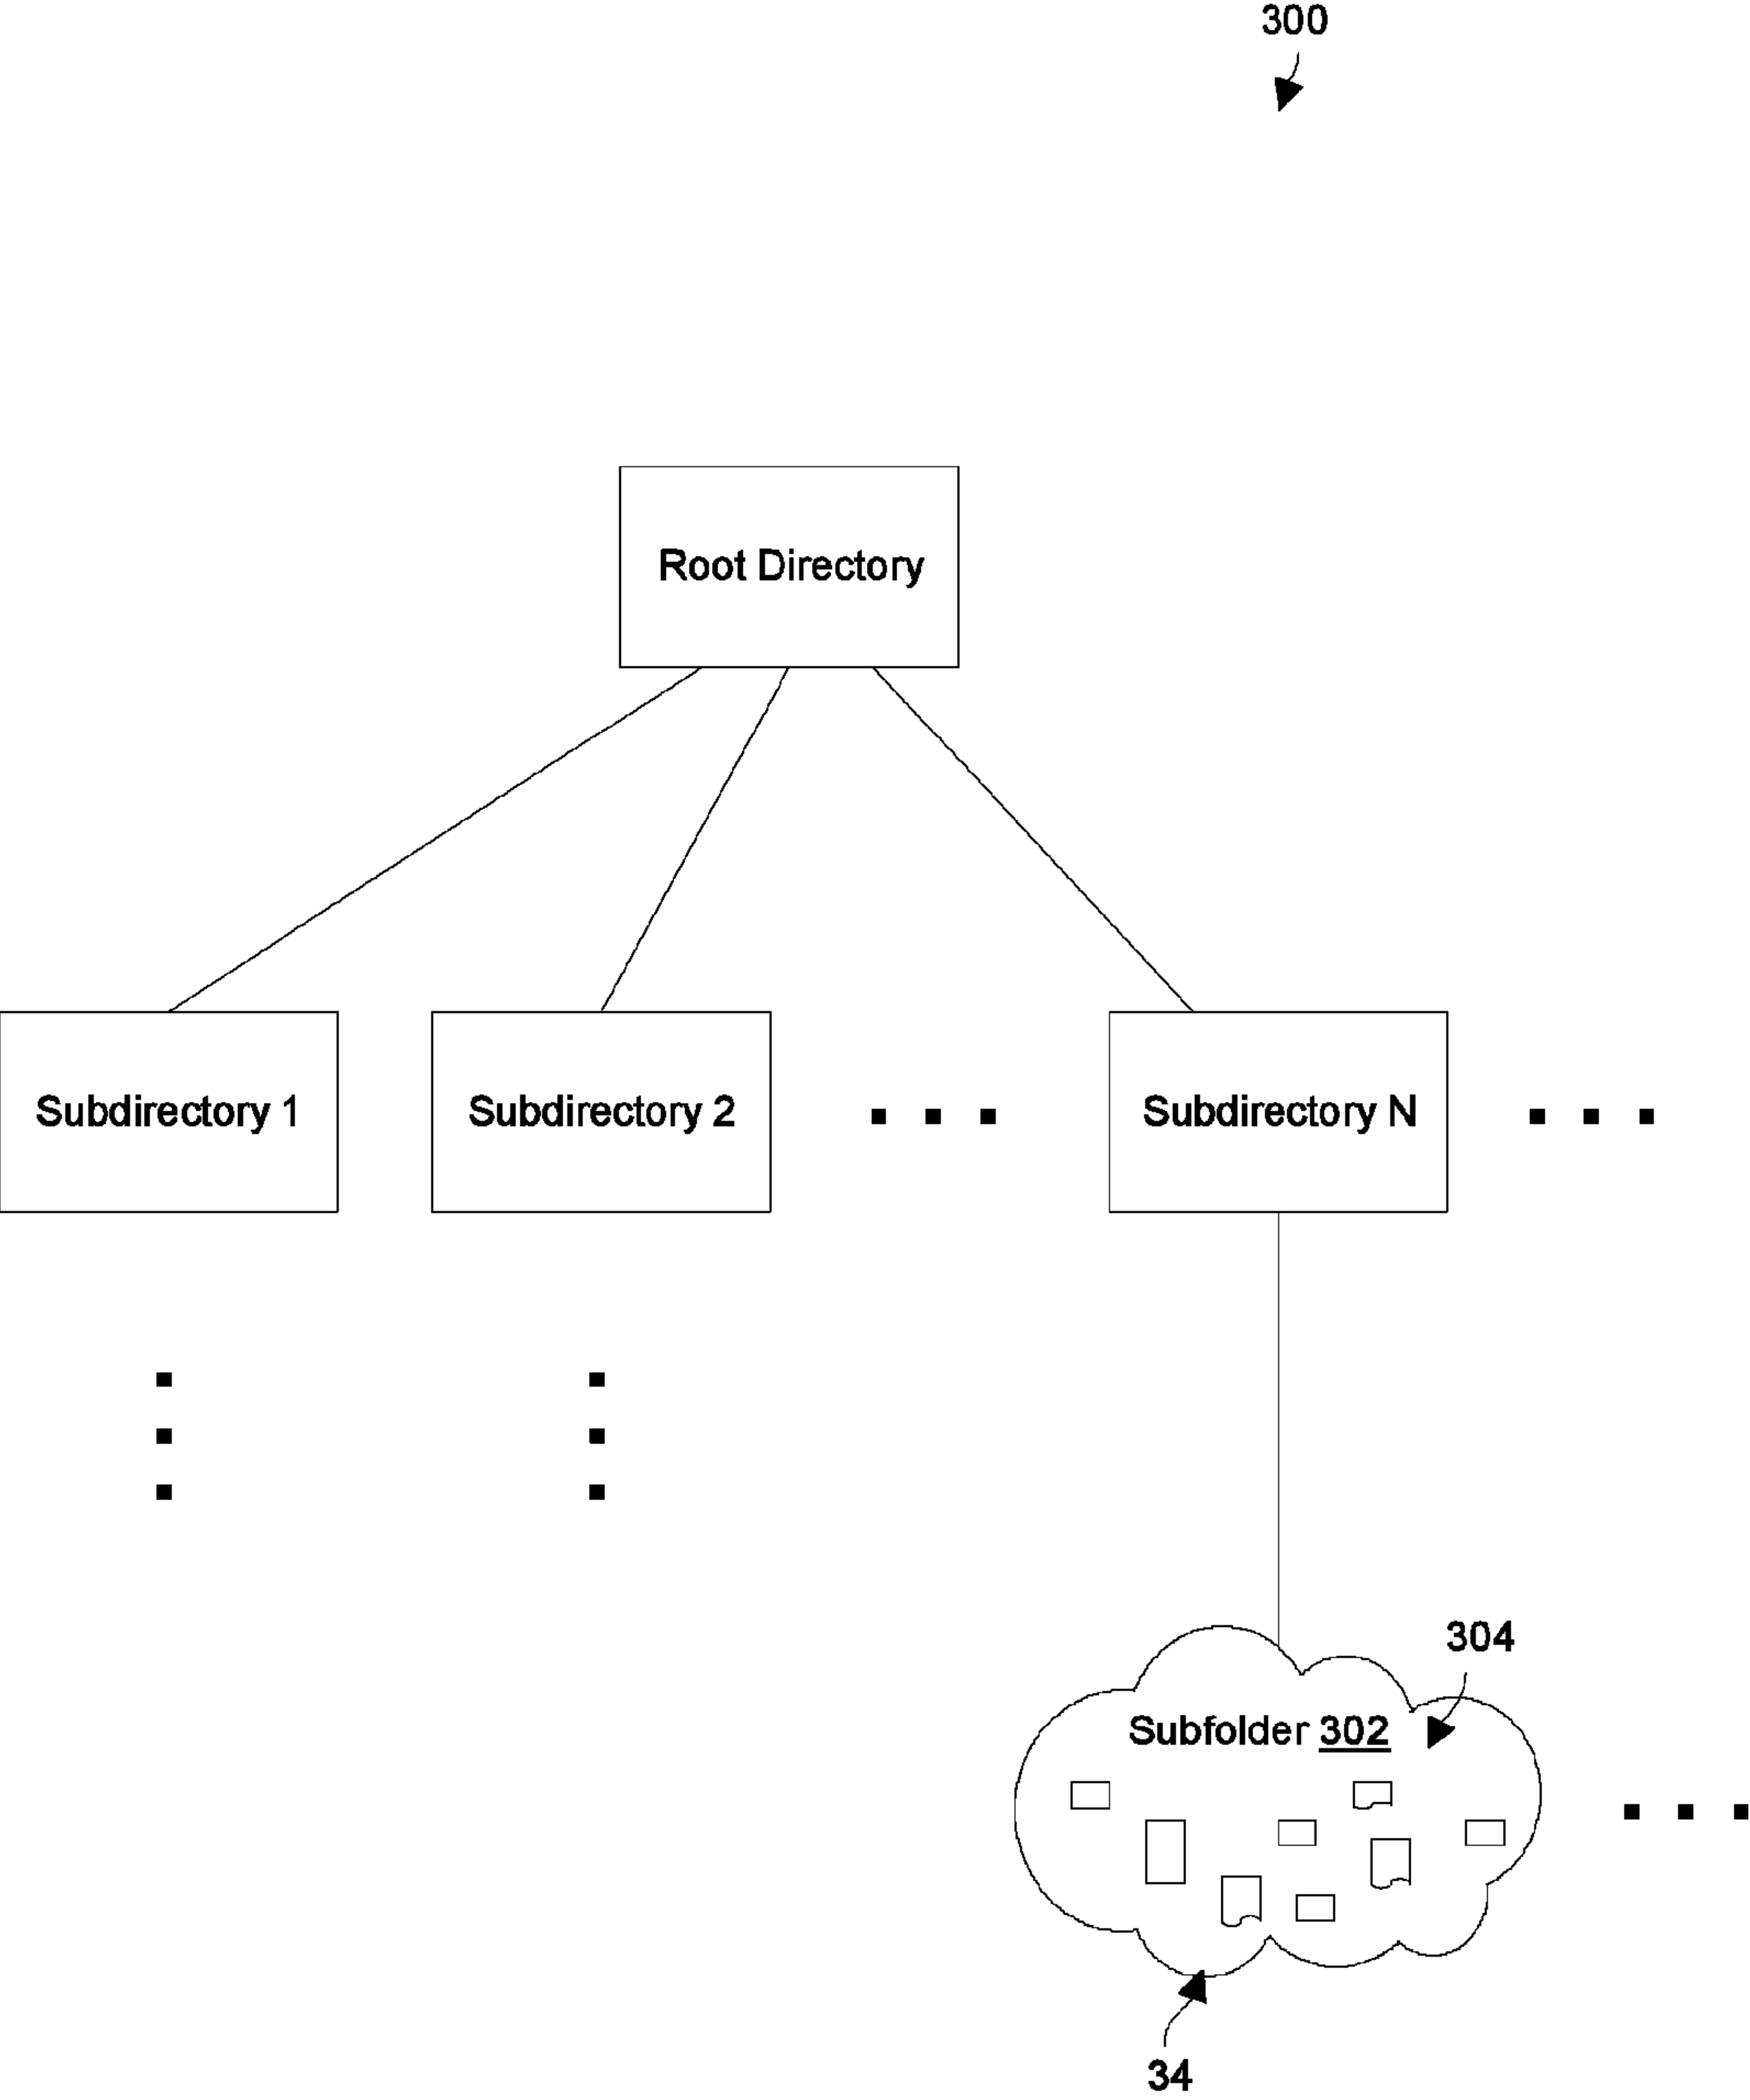 300
Root Directory
Subdirectory 1
Subdirectory 2
Subdirectory N
304
Subfolder 302
34